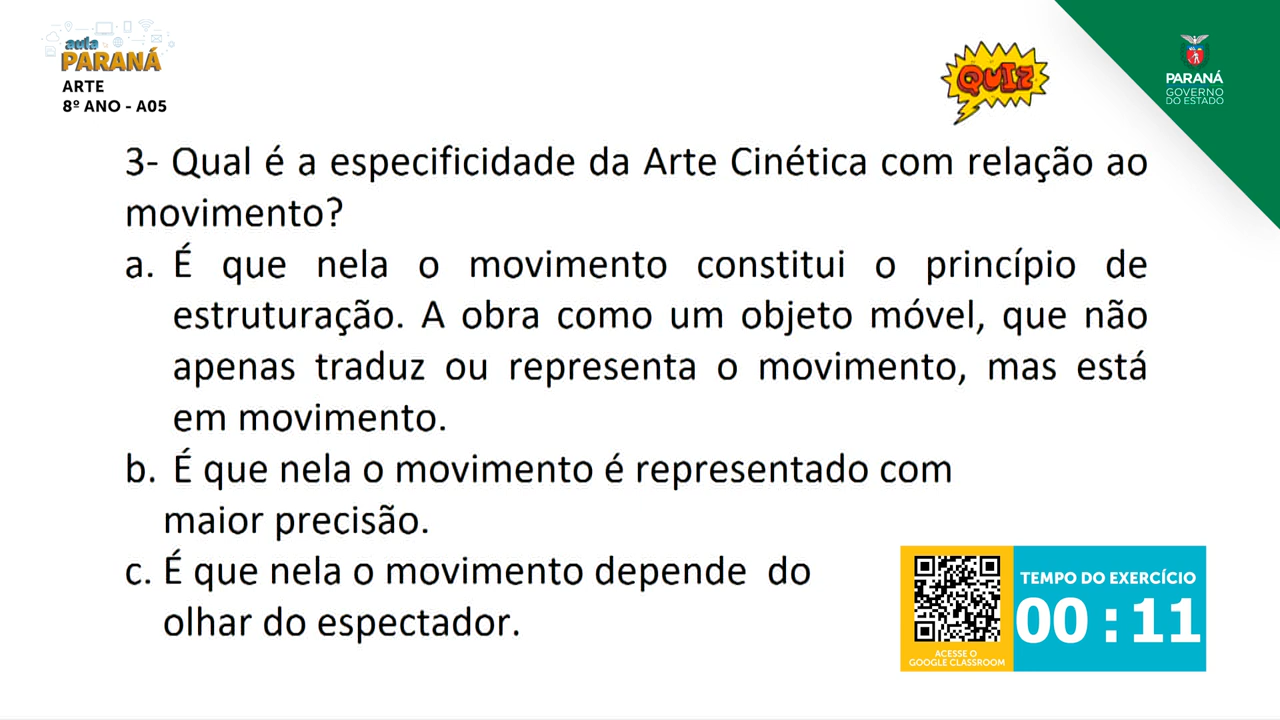 aula
PARANÁ
ARTE
8º ANO - A05
QUIZ
PARANÁ
GOVERNO
DO ESTADO
3- Qual é a especificidade da Arte Cinética com relação ao
movimento?
a. É que nela o movimento constitui o princípio de
estruturação. A obra como um objeto móvel, que não
apenas traduz ou representa o movimento, mas está
em movimento.
b. É que nela o movimento é representado com
maior precisão.
c. É que nela o movimento depende do
olhar do espectador.
TEMPO DO EXERCÍCIO
00 : 11
ACESSE O
GOOGLE CLASSROOM